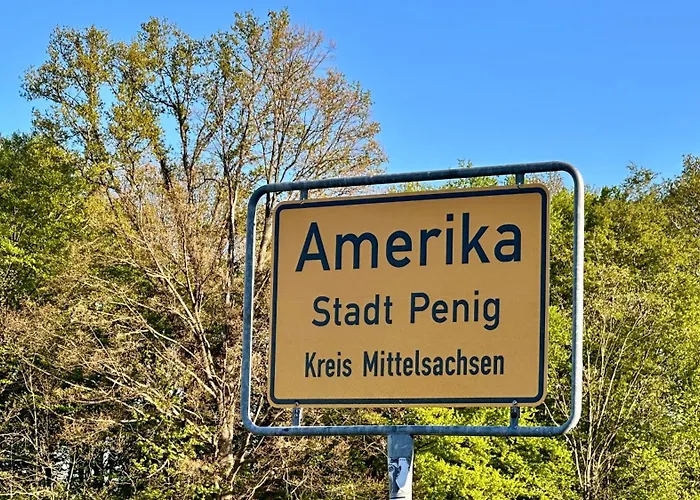 Amerika
Stadt Penig
Kreis Mittelsachsen